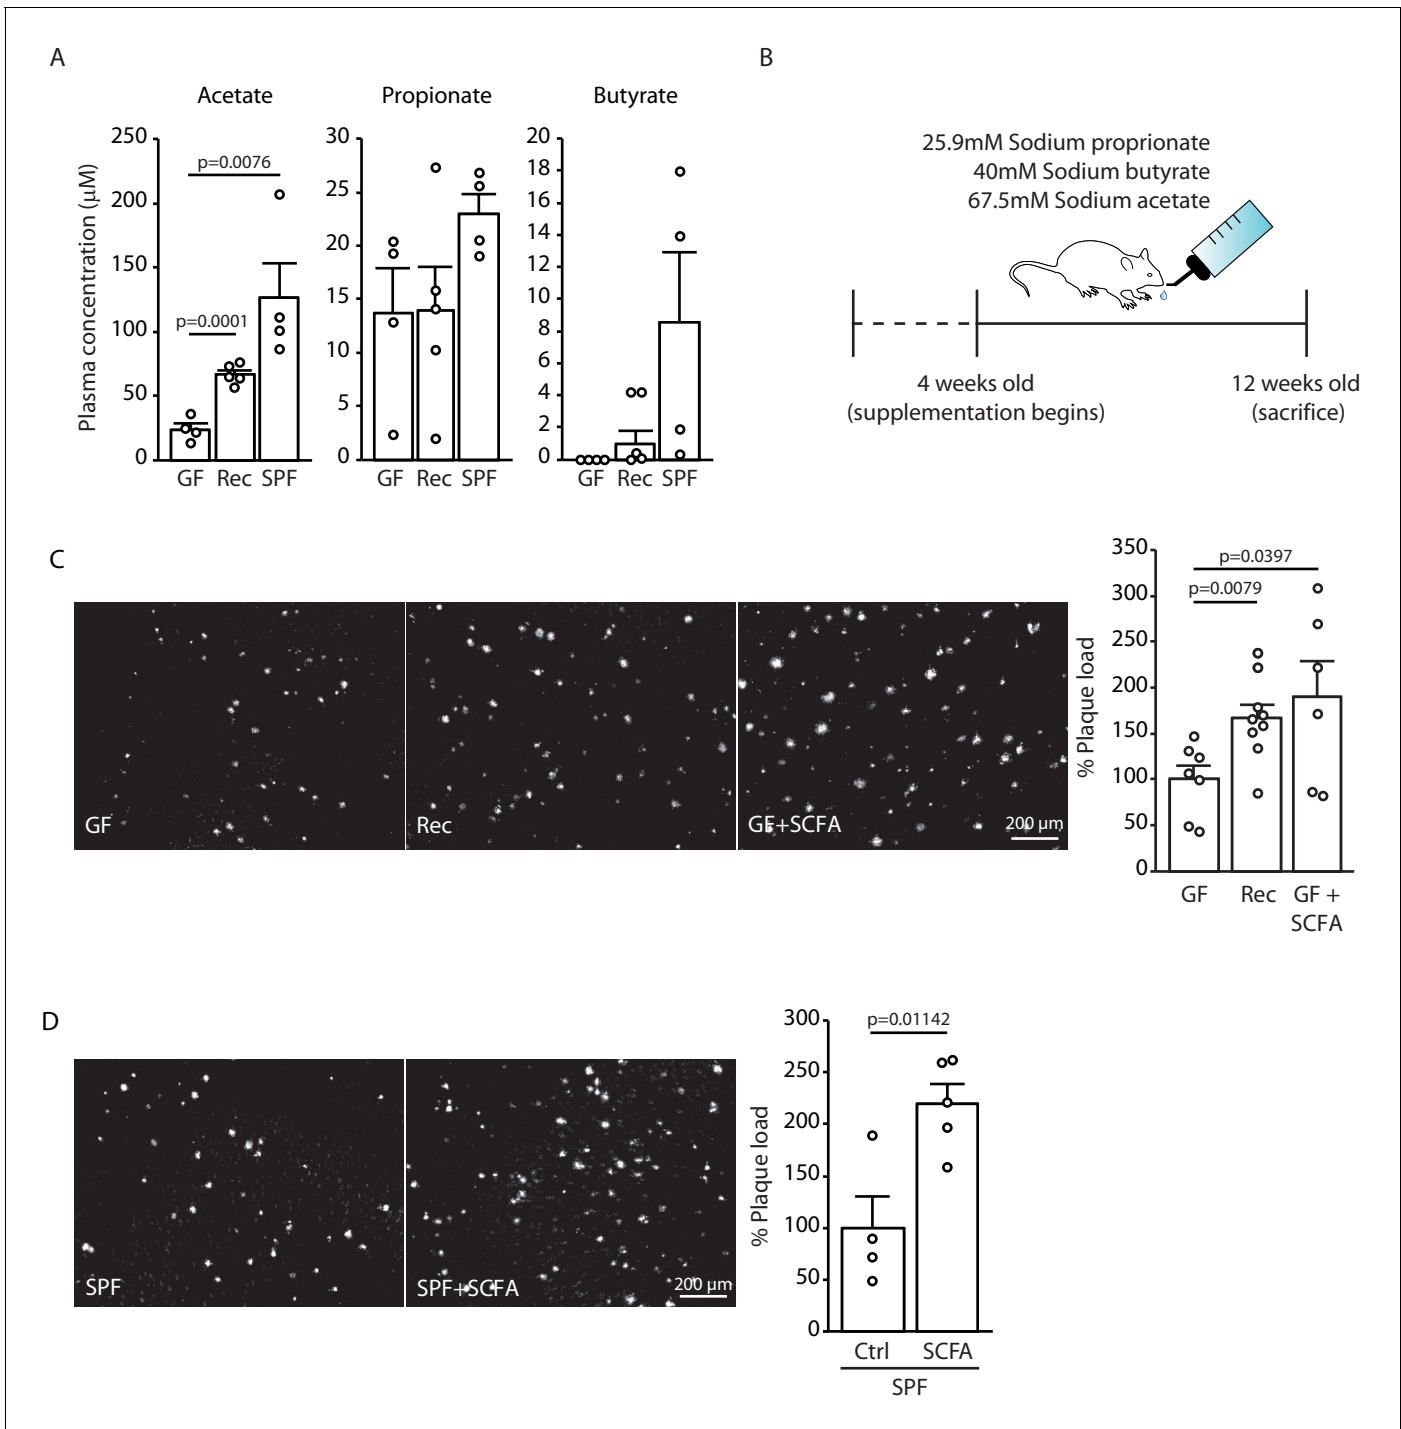 A
Acetate
Propionate
Butyrate
Plasma concentration (µM)
250
200
150
100
50
0
p=0.0076
p=0.0001
GF Rec SPF
30
25
20
15
10
5
0
GF Rec SPF
20
18
16
14
12
10
8
6
4
2
0
GF Rec SPF
B
25.9mM Sodium proprionate
40mM Sodium butyrate
67.5mM Sodium acetate
4 weeks old
(supplementation begins)
12 weeks old
(sacrifice)
C
GF
Rec
GF+SCFA
200 µm
% Plaque load
350
300
250
200
150
100
50
0
p=0.0397
p=0.0079
GF Rec GF +
SCFA
D
SPF
SPF+SCFA
200 µm
% Plaque load
300
250
200
150
100
50
0
p=0.01142
Ctrl SCFA
SPF